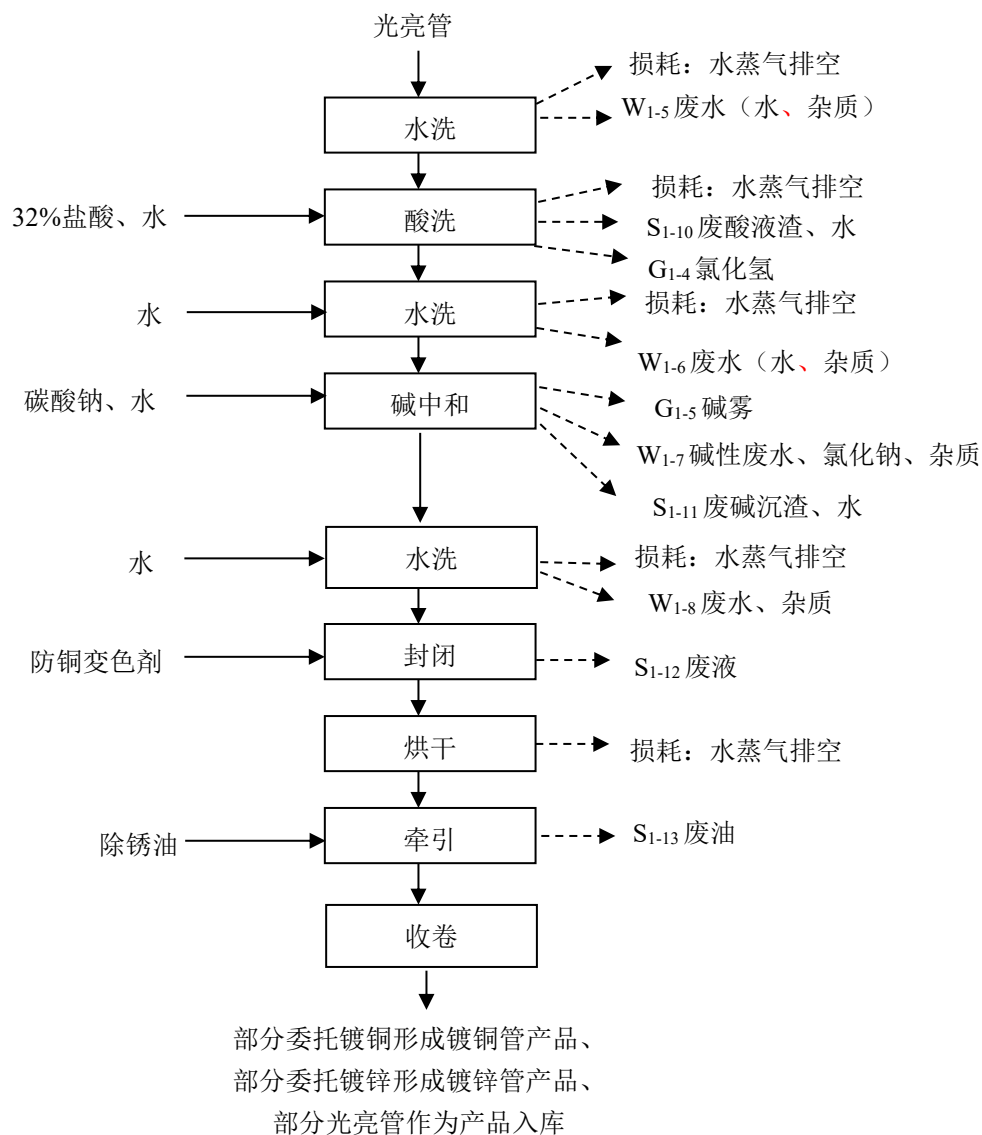 光亮管
损耗：水蒸气排空
W1-5 废水（水、杂质）
水洗
32%盐酸、水
酸洗
损耗：水蒸气排空
S1-10 废酸液渣、水
G1-4 氯化氢
水
水洗
损耗：水蒸气排空
W1-6 废水（水、杂质）
碳酸钠、水
碱中和
G1-5 碱雾
W1-7 碱性废水、氯化钠、杂质
S1-11 废碱沉渣、水
水
水洗
损耗：水蒸气排空
W1-8 废水、杂质
防铜变色剂
封闭
S1-12 废液
烘干
损耗：水蒸气排空
除锈油
牵引
S1-13 废油
收卷
部分委托镀铜形成镀铜管产品、
部分委托镀锌形成镀锌管产品、
部分光亮管作为产品入库